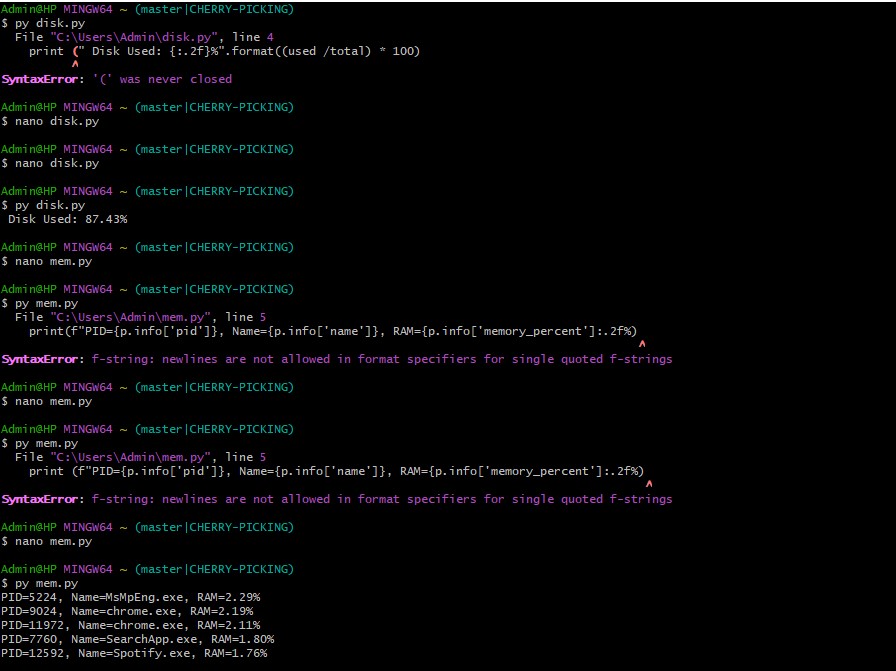 Admin@HP MINGW64 ~ (master|CHERRY-PICKING)
$ py disk.py
  File "C:\Users\Admin\disk.py", line 4
    print (" Disk Used: {:.2f}%".format((used /total) * 100)
          ^
SyntaxError: '(' was never closed
Admin@HP MINGW64 ~ (master|CHERRY-PICKING)
$ nano disk.py
Admin@HP MINGW64 ~ (master|CHERRY-PICKING)
$ nano disk.py
Admin@HP MINGW64 ~ (master|CHERRY-PICKING)
$ py disk.py
 Disk Used: 87.43%
Admin@HP MINGW64 ~ (master|CHERRY-PICKING)
$ nano mem.py
Admin@HP MINGW64 ~ (master|CHERRY-PICKING)
$ py mem.py
  File "C:\Users\Admin\mem.py", line 5
    print(f"PID={p.info['pid']}, Name={p.info['name']}, RAM={p.info['memory_percent']:.2f%)
                                                                                           ^
SyntaxError: f-string: newlines are not allowed in format specifiers for single quoted f-strings
Admin@HP MINGW64 ~ (master|CHERRY-PICKING)
$ nano mem.py
Admin@HP MINGW64 ~ (master|CHERRY-PICKING)
$ py mem.py
  File "C:\Users\Admin\mem.py", line 5
    print (f"PID={p.info['pid']}, Name={p.info['name']}, RAM={p.info['memory_percent']:.2f%)
                                                                                            ^
SyntaxError: f-string: newlines are not allowed in format specifiers for single quoted f-strings
Admin@HP MINGW64 ~ (master|CHERRY-PICKING)
$ nano mem.py
Admin@HP MINGW64 ~ (master|CHERRY-PICKING)
$ py mem.py
PID=5224, Name=MsMpEng.exe, RAM=2.29%
PID=9024, Name=chrome.exe, RAM=2.19%
PID=11972, Name=chrome.exe, RAM=2.11%
PID=7760, Name=SearchApp.exe, RAM=1.80%
PID=12592, Name=Spotify.exe, RAM=1.76%